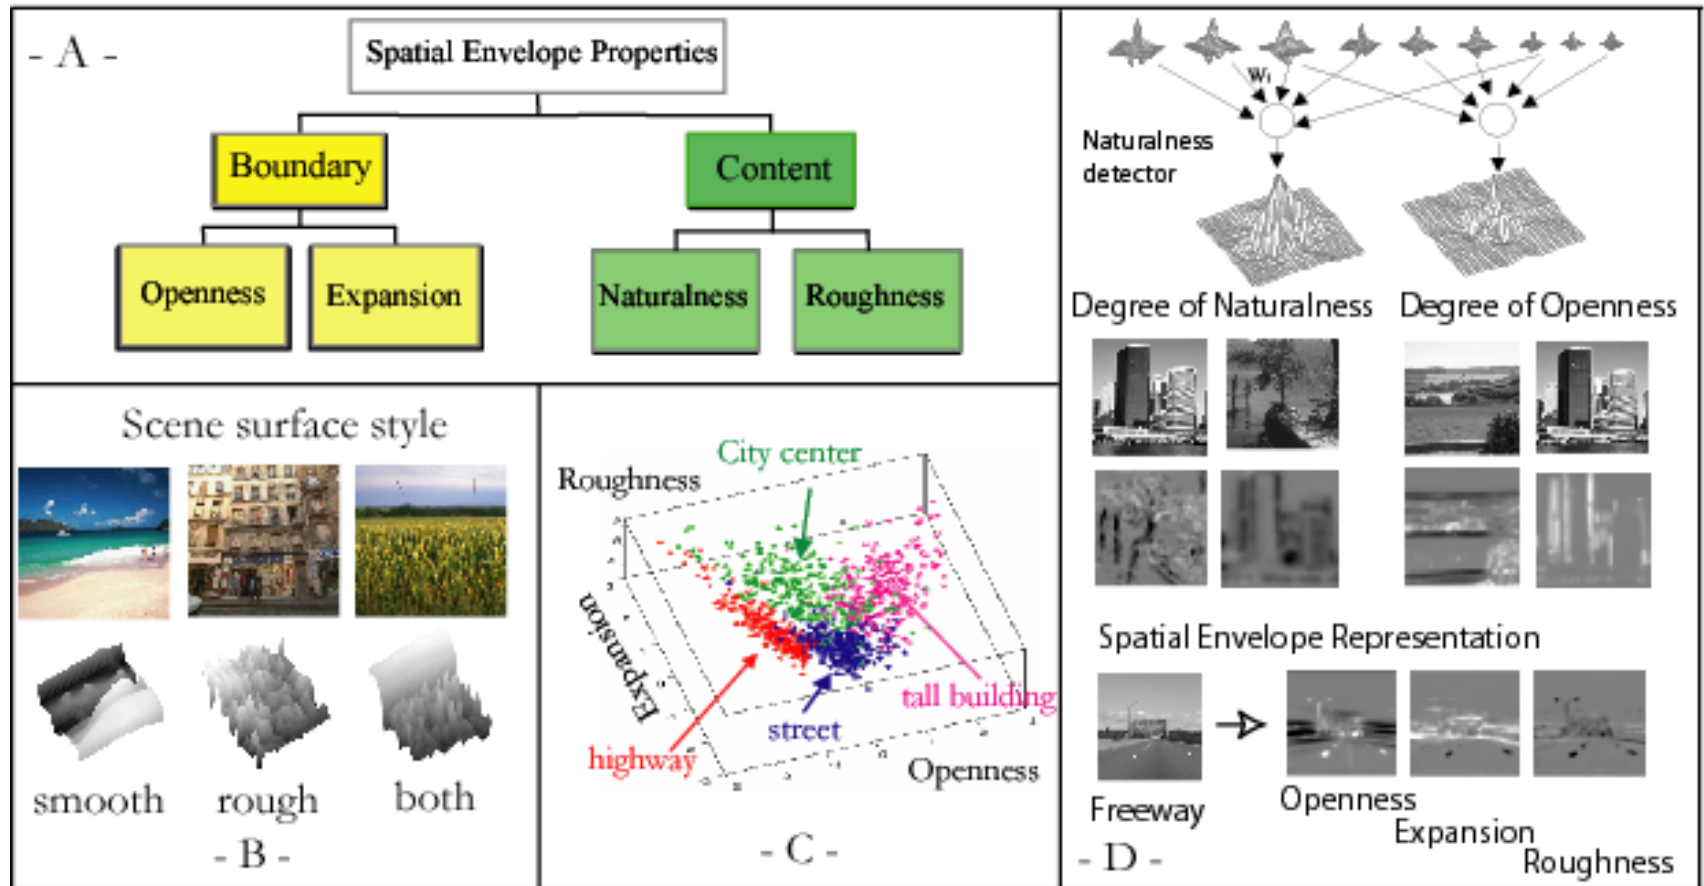 - A -
Spatial Envelope Properties
Boundary
Content
Openness
Expansion
Naturalness
Roughness
Scene surface style
smooth
rough
both
- B -
City center
Roughness
Expansion
tall building
street
highway
Openness
- C -
Naturalness
detector
Degree of Naturalness
Degree of Openness
Spatial Envelope Representation
Freeway
Openness
Expansion
Roughness
- D -